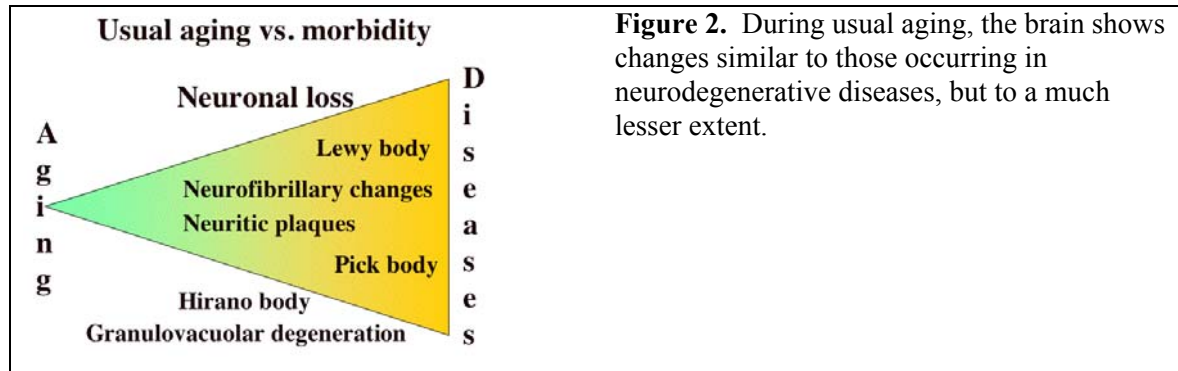 Usual aging vs. morbidity
Neuronal loss
Aging
Diseases
Lewy body
Neurofibrillary changes
Neuritic plaques
Pick body
Hirano body
Granulovacuolar degeneration
Figure 2. During usual aging, the brain shows
changes similar to those occurring in
neurodegenerative diseases, but to a much
lesser extent.